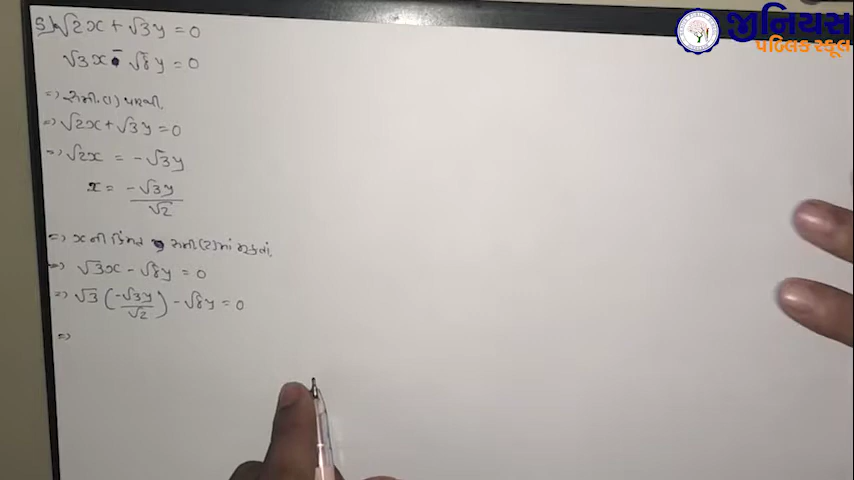 5) √2x + √3y = 0
√3x - √8y = 0
=) સમી.(1) પરથી,
=) √2x + √3y = 0
=) √2x = -√3y
x = -√3y / √2
=) x ની કિંમત સમી(2)માં મૂકતાં.
=) √3x - √8y = 0
=) √3 (-√3y / √2) - √8y = 0
=)
જીનિયસ
પબ્લિક સ્કૂલ